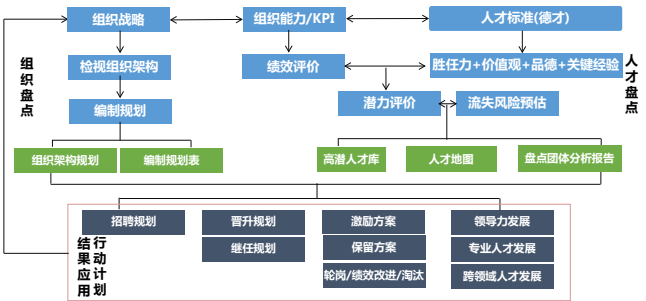 组织战略
组织能力/KPI
人才标准(德才)
组织盘点
检视组织架构
绩效评价
胜任力+价值观+品德+关键经验
人才盘点
编制规划
潜力评价
流失风险预估
组织架构规划
编制规划表
高潜人才库
人才地图
盘点团体分析报告
招聘规划
晋升规划
激励方案
领导力发展
结果应用
行动计划
继任规划
保留方案
专业人才发展
轮岗/绩效改进/淘汰
跨领域人才发展